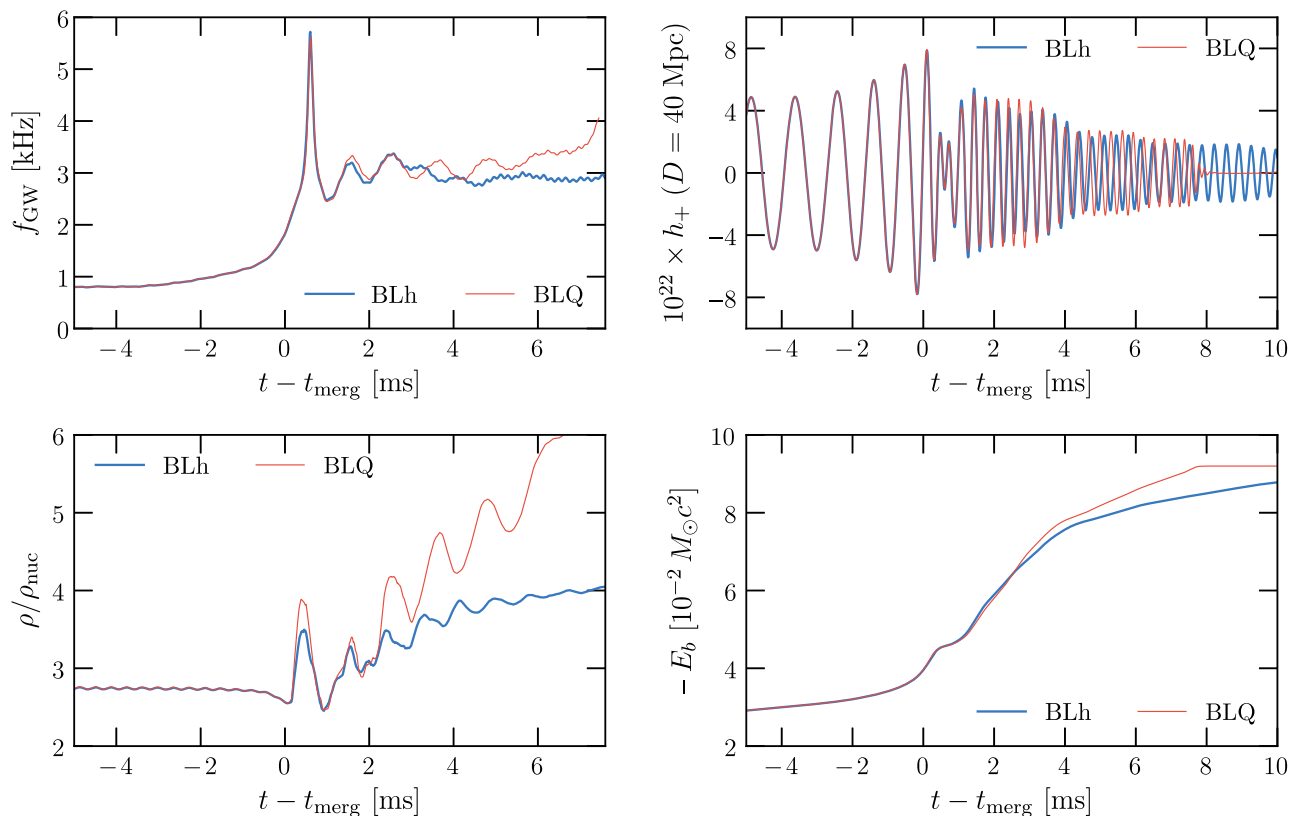 6
5
4
3
2
1
0
f_GW [kHz]
BLh
BLQ
−4 −2 0 2 4 6
t − t_merg [ms]
8
4
0
−4
−8
10^22 × h_+ (D = 40 Mpc)
BLh
BLQ
−4 −2 0 2 4 6 8 10
t − t_merg [ms]
6
5
4
3
2
ρ/ρ_nuc
BLh
BLQ
−4 −2 0 2 4 6
t − t_merg [ms]
10
8
6
4
2
− E_b [10^−2 M_⊙c^2]
BLh
BLQ
−4 −2 0 2 4 6 8 10
t − t_merg [ms]